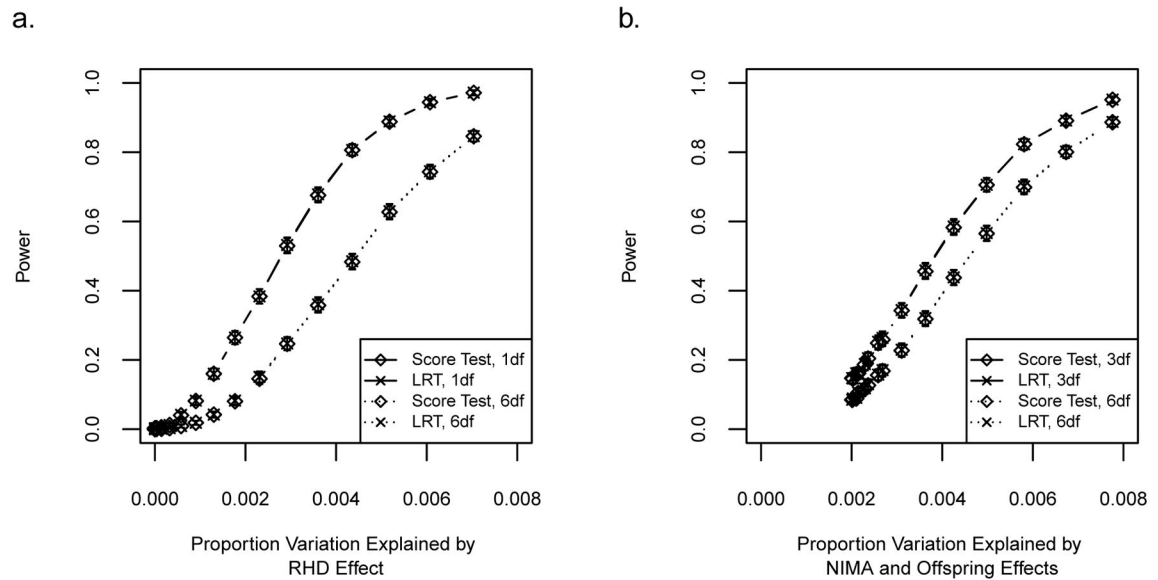 a.
Power
0.0
0.2
0.4
0.6
0.8
1.0
Score Test, 1df
LRT, 1df
Score Test, 6df
LRT, 6df
0.000 0.002 0.004 0.006 0.008
Proportion Variation Explained by
RHD Effect
b.
Power
0.0
0.2
0.4
0.6
0.8
1.0
Score Test, 3df
LRT, 3df
Score Test, 6df
LRT, 6df
0.000 0.002 0.004 0.006 0.008
Proportion Variation Explained by
NIMA and Offspring Effects